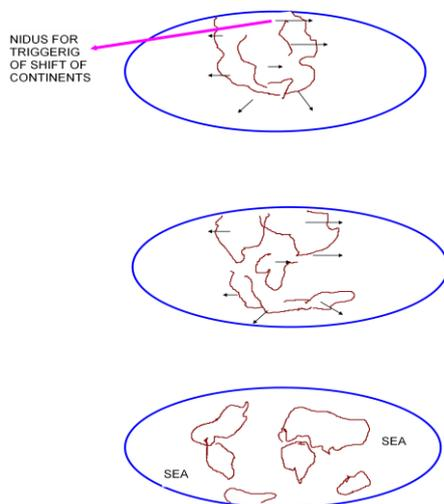 NIDUS FOR
TRIGGERIG
OF SHIFT OF
CONTINENTS
SEA
SEA